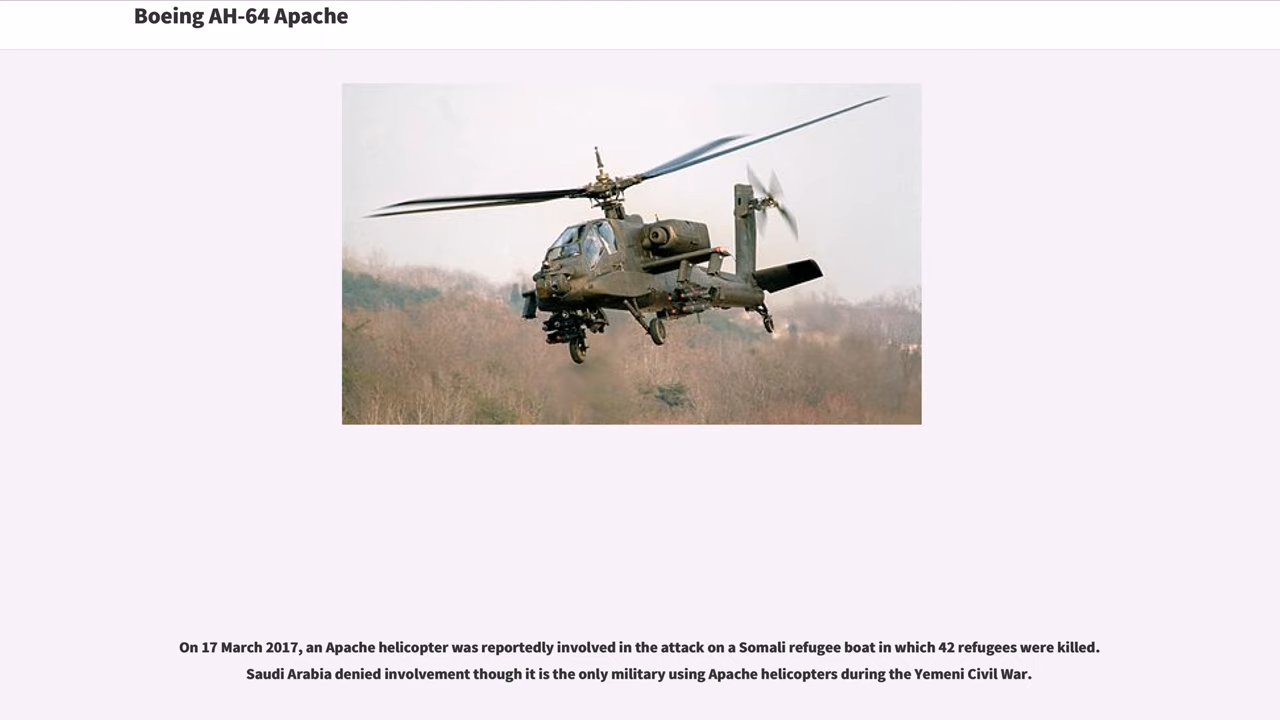 Boeing AH-64 Apache
On 17 March 2017, an Apache helicopter was reportedly involved in the attack on a Somali refugee boat in which 42 refugees were killed.
Saudi Arabia denied involvement though it is the only military using Apache helicopters during the Yemeni Civil War.